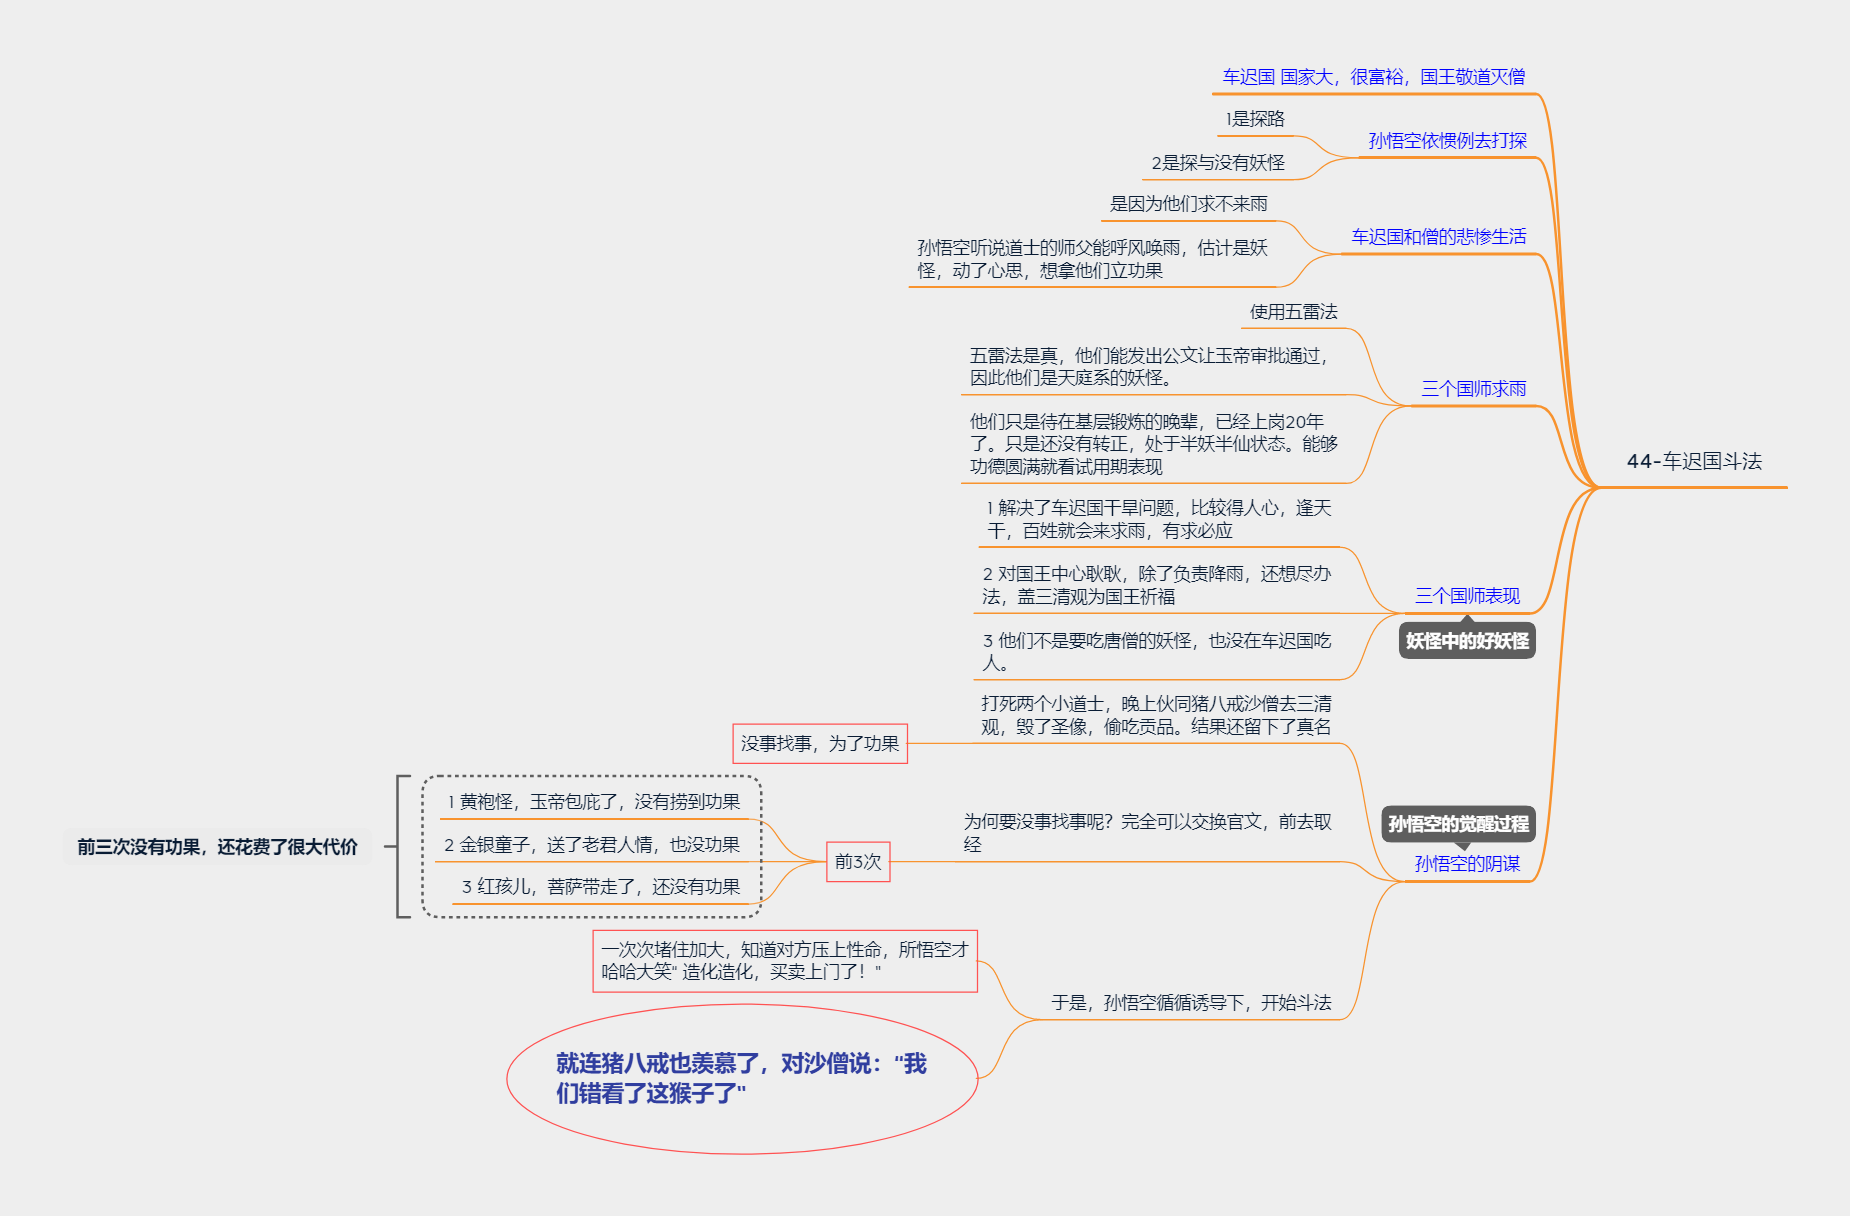 44-车迟国斗法
车迟国 国家大，很富裕，国王敬道灭僧
孙悟空依惯例去打探
1是探路
2是探与没有妖怪
车迟国和僧的悲惨生活
是因为他们求不来雨
孙悟空听说道士的师父能呼风唤雨，估计是妖
怪，动了心思，想拿他们立功果
三个国师求雨
使用五雷法
五雷法是真，他们能发出公文让玉帝审批通过，
因此他们是天庭系的妖怪。
他们只是待在基层锻炼的晚辈，已经上岗20年
了。只是还没有转正，处于半妖半仙状态。能够
功德圆满就看试用期表现
三个国师表现
妖怪中的好妖怪
1 解决了车迟国干旱问题，比较得人心，逢天
干，百姓就会来求雨，有求必应
2 对国王中心耿耿，除了负责降雨，还想尽办
法，盖三清观为国王祈福
3 他们不是要吃唐僧的妖怪，也没在车迟国吃
人。
孙悟空的觉醒过程
孙悟空的阴谋
打死两个小道士，晚上伙同猪八戒沙僧去三清
观，毁了圣像，偷吃贡品。结果还留下了真名
没事找事，为了功果
为何要没事找事呢？完全可以交换官文，前去取
经
前3次
1 黄袍怪，玉帝包庇了，没有捞到功果
2 金银童子，送了老君人情，也没功果
3 红孩儿，菩萨带走了，还没有功果
前三次没有功果，还花费了很大代价
于是，孙悟空循循诱导下，开始斗法
一次次堵住加大，知道对方压上性命，所悟空才
哈哈大笑" 造化造化，买卖上门了！"
就连猪八戒也羡慕了，对沙僧说："我
们错看了这猴子了"